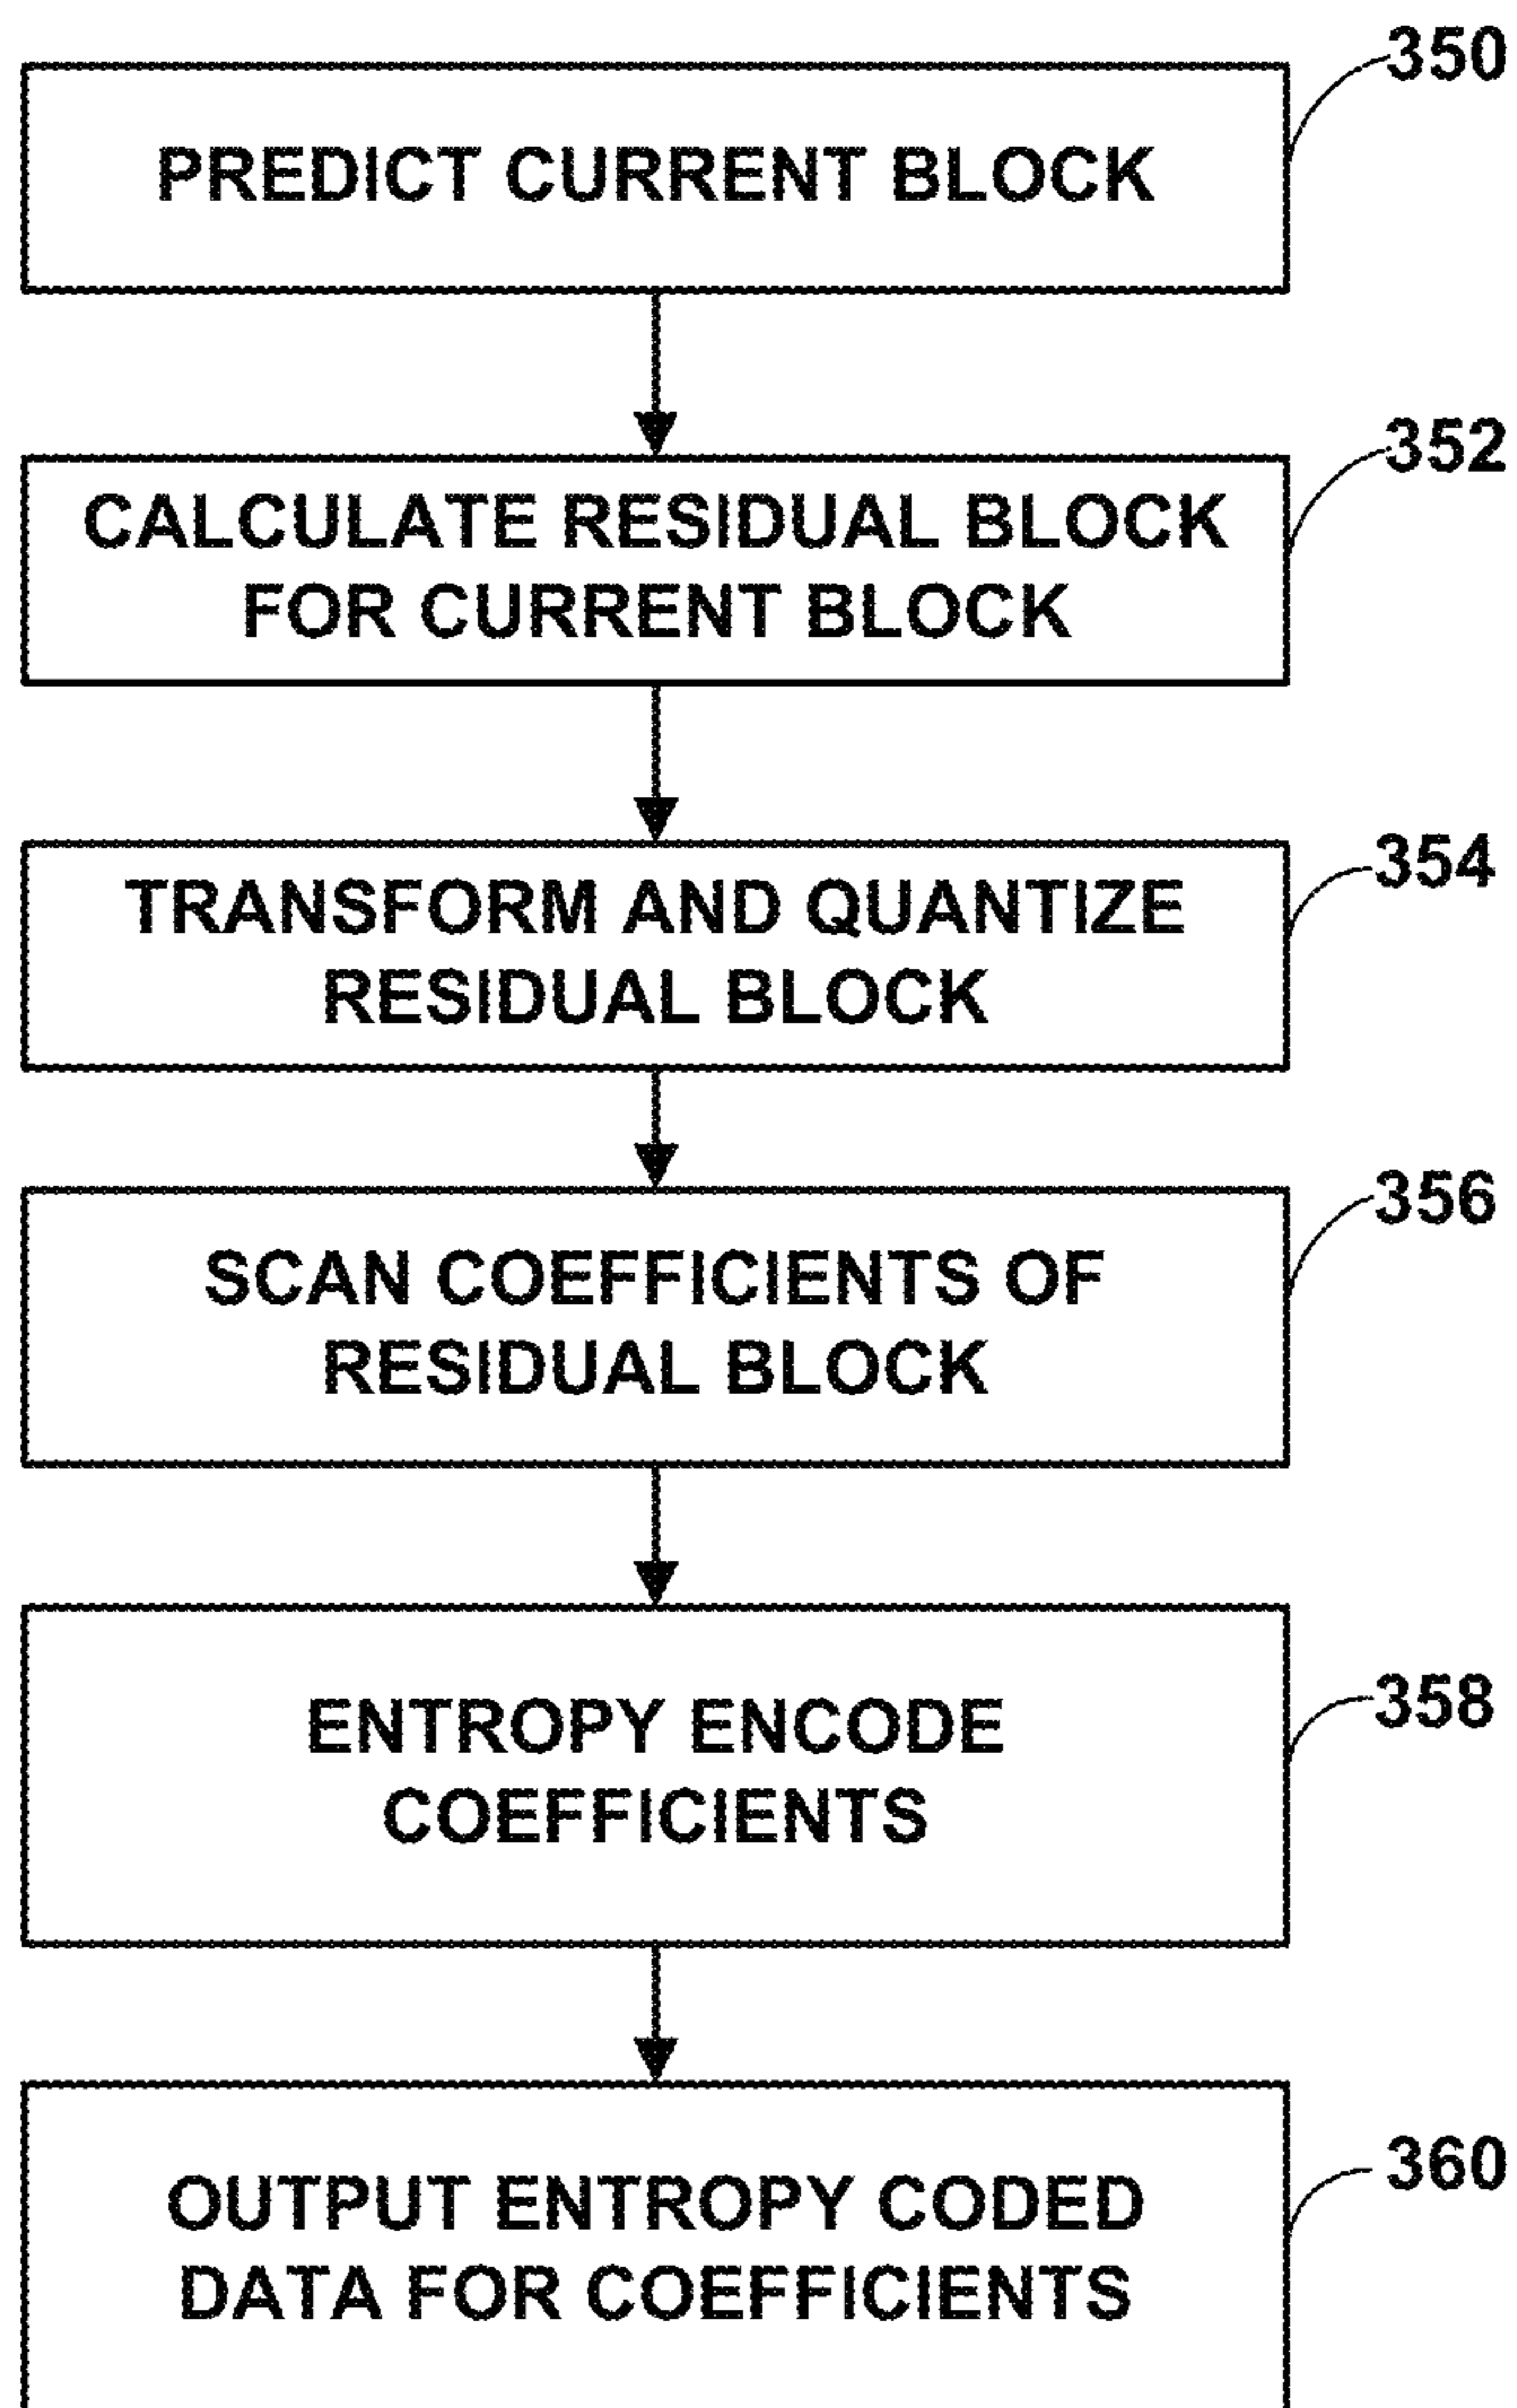 350
PREDICT CURRENT BLOCK
352
CALCULATE RESIDUAL BLOCK
FOR CURRENT BLOCK
354
TRANSFORM AND QUANTIZE
RESIDUAL BLOCK
356
SCAN COEFFICIENTS OF
RESIDUAL BLOCK
358
ENTROPY ENCODE
COEFFICIENTS
360
OUTPUT ENTROPY CODED
DATA FOR COEFFICIENTS